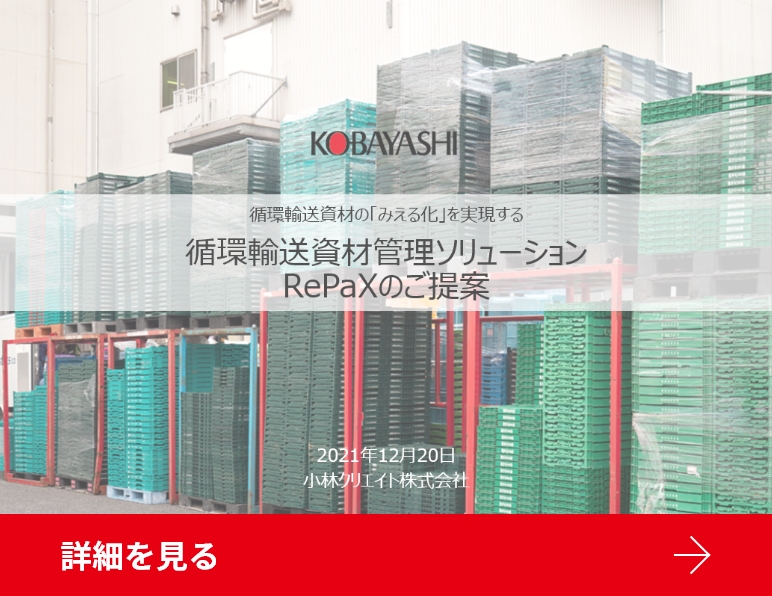 KOBAYASHI
循環輸送資材の「みえる化」を実現する
循環輸送資材管理ソリューション
RePaXのご提案
2021年12月20日
小林クリエイト株式会社
詳細を見る